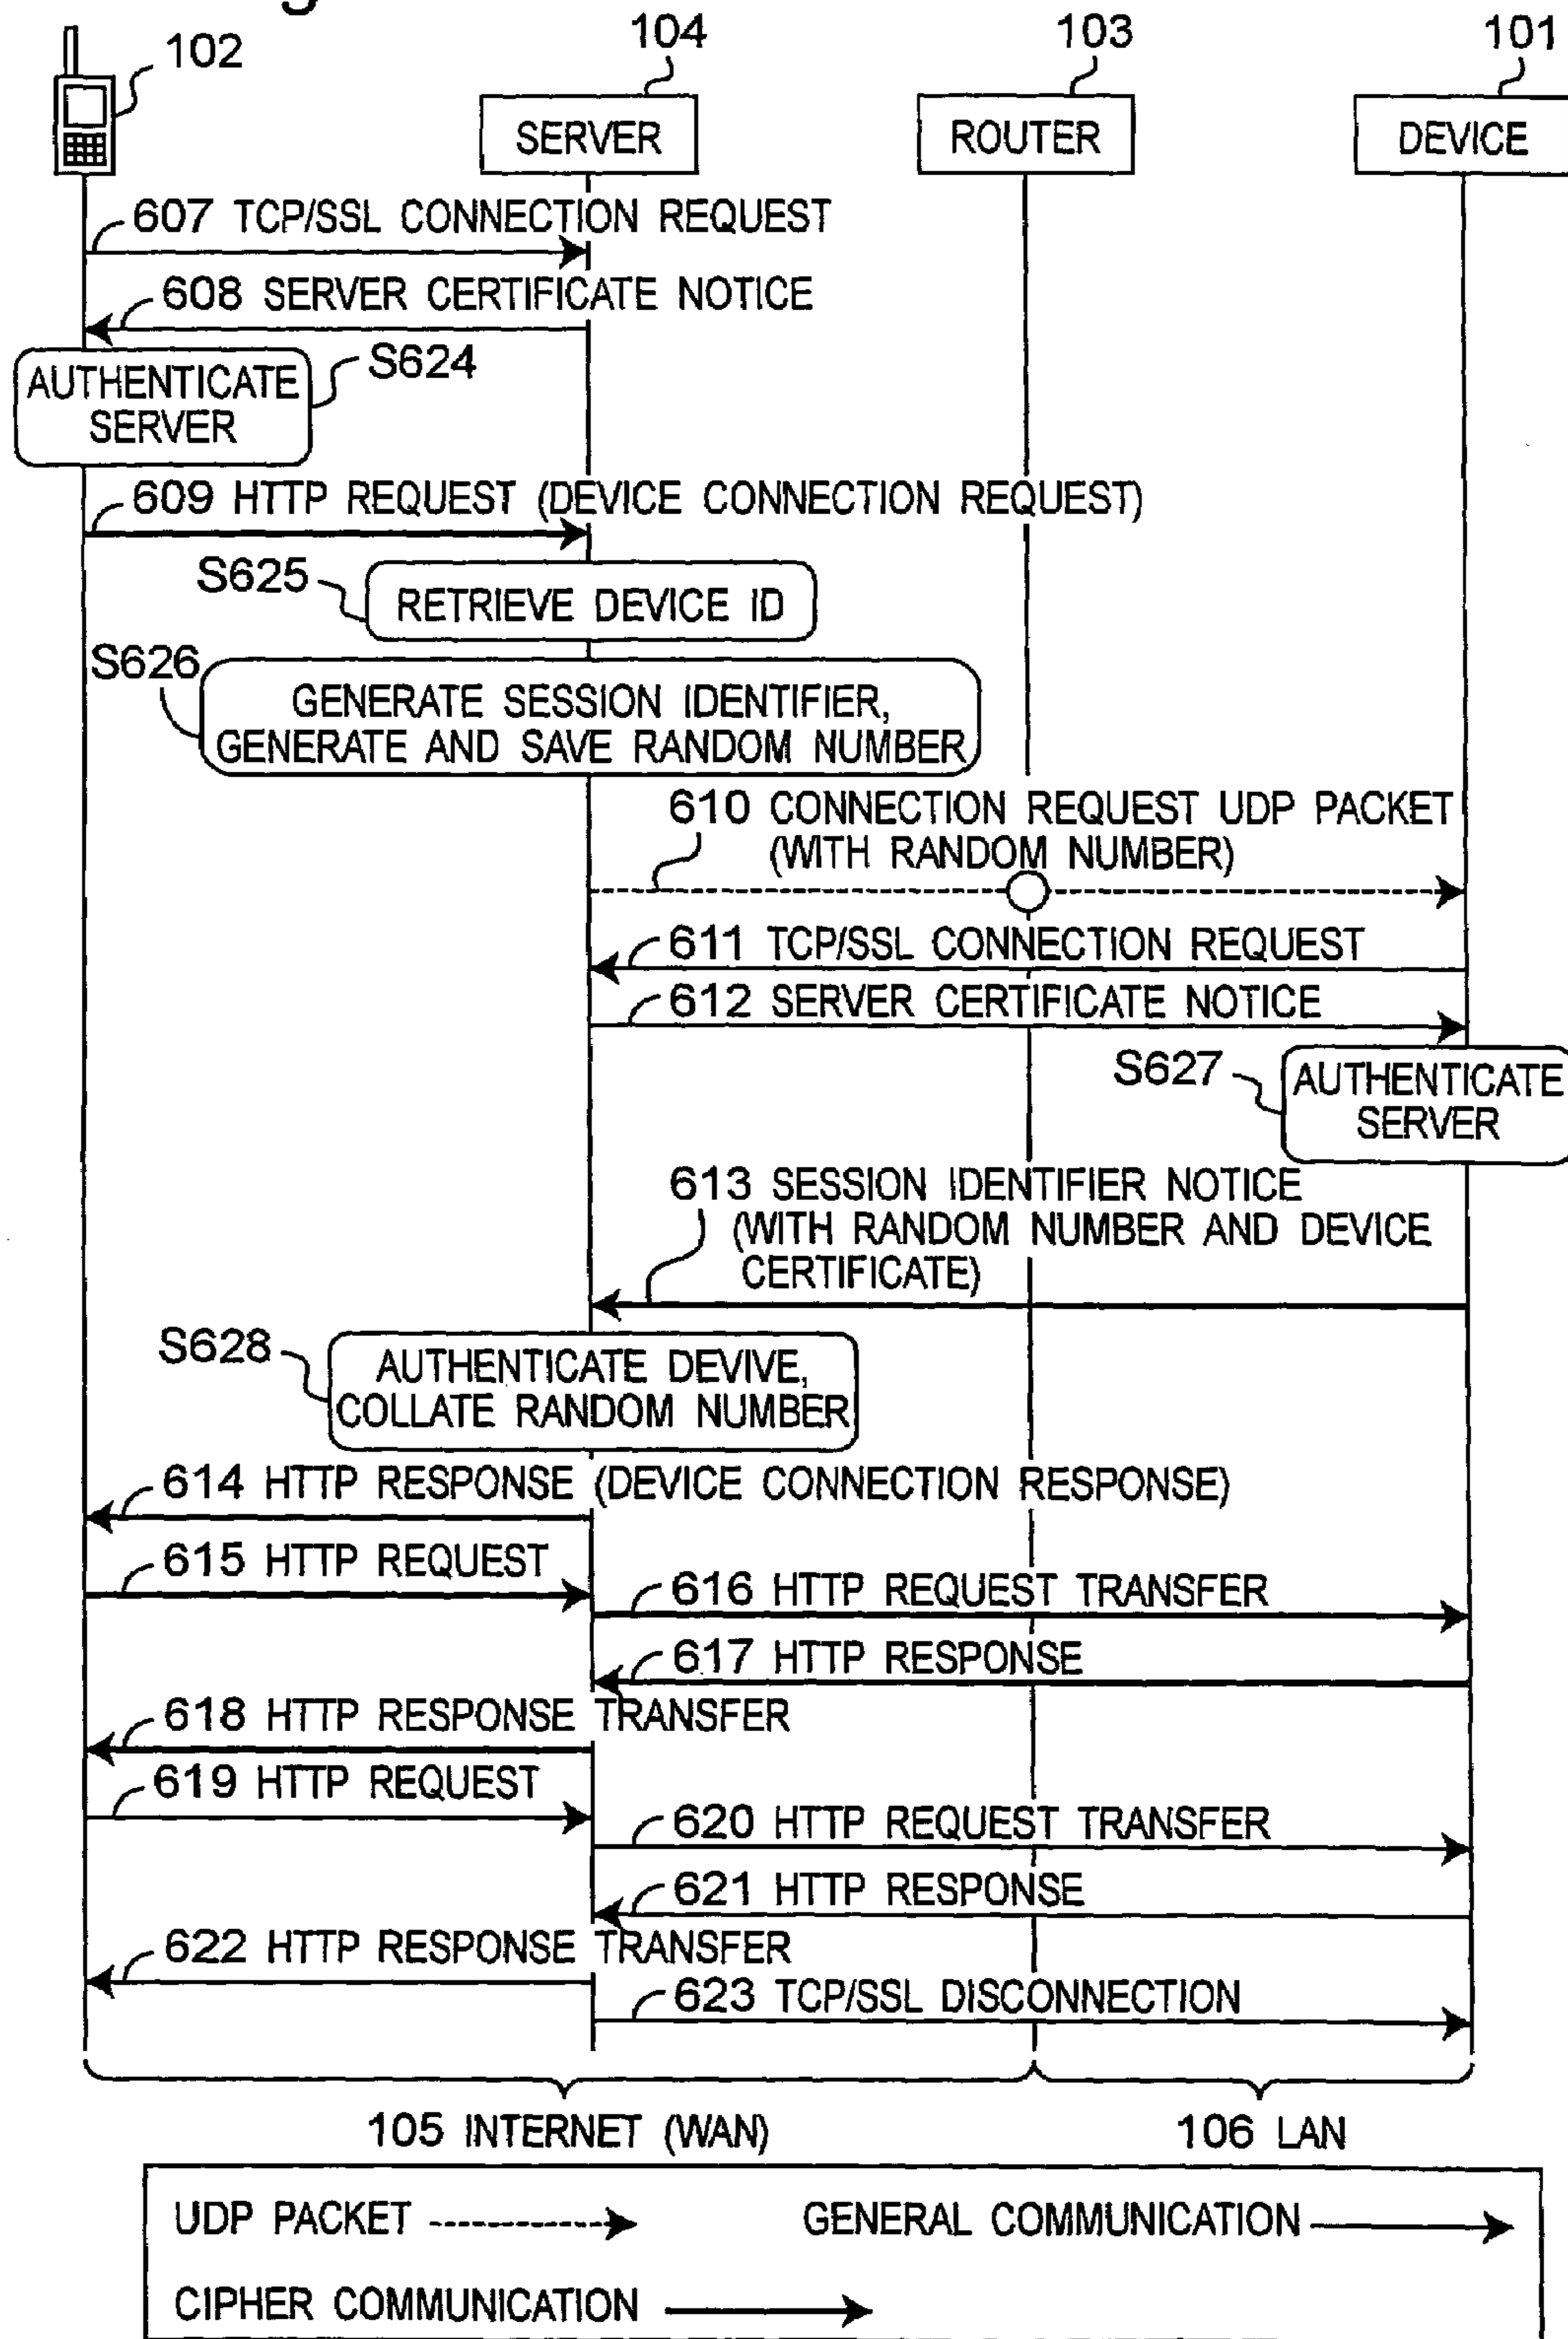 102
104
103
101
SERVER
ROUTER
DEVICE
607 TCP/SSL CONNECTION REQUEST
608 SERVER CERTIFICATE NOTICE
S624
AUTHENTICATE
SERVER
609 HTTP REQUEST (DEVICE CONNECTION REQUEST)
S625
RETRIEVE DEVICE ID
S626
GENERATE SESSION IDENTIFIER,
GENERATE AND SAVE RANDOM NUMBER
610 CONNECTION REQUEST UDP PACKET
(WITH RANDOM NUMBER)
611 TCP/SSL CONNECTION REQUEST
612 SERVER CERTIFICATE NOTICE
S627
AUTHENTICATE
SERVER
613 SESSION IDENTIFIER NOTICE
(WITH RANDOM NUMBER AND DEVICE
CERTIFICATE)
S628
AUTHENTICATE DEVIVE,
COLLATE RANDOM NUMBER
614 HTTP RESPONSE (DEVICE CONNECTION RESPONSE)
615 HTTP REQUEST
616 HTTP REQUEST TRANSFER
617 HTTP RESPONSE
618 HTTP RESPONSE TRANSFER
619 HTTP REQUEST
620 HTTP REQUEST TRANSFER
621 HTTP RESPONSE
622 HTTP RESPONSE TRANSFER
623 TCP/SSL DISCONNECTION
105 INTERNET (WAN)
106 LAN
UDP PACKET
GENERAL COMMUNICATION
CIPHER COMMUNICATION